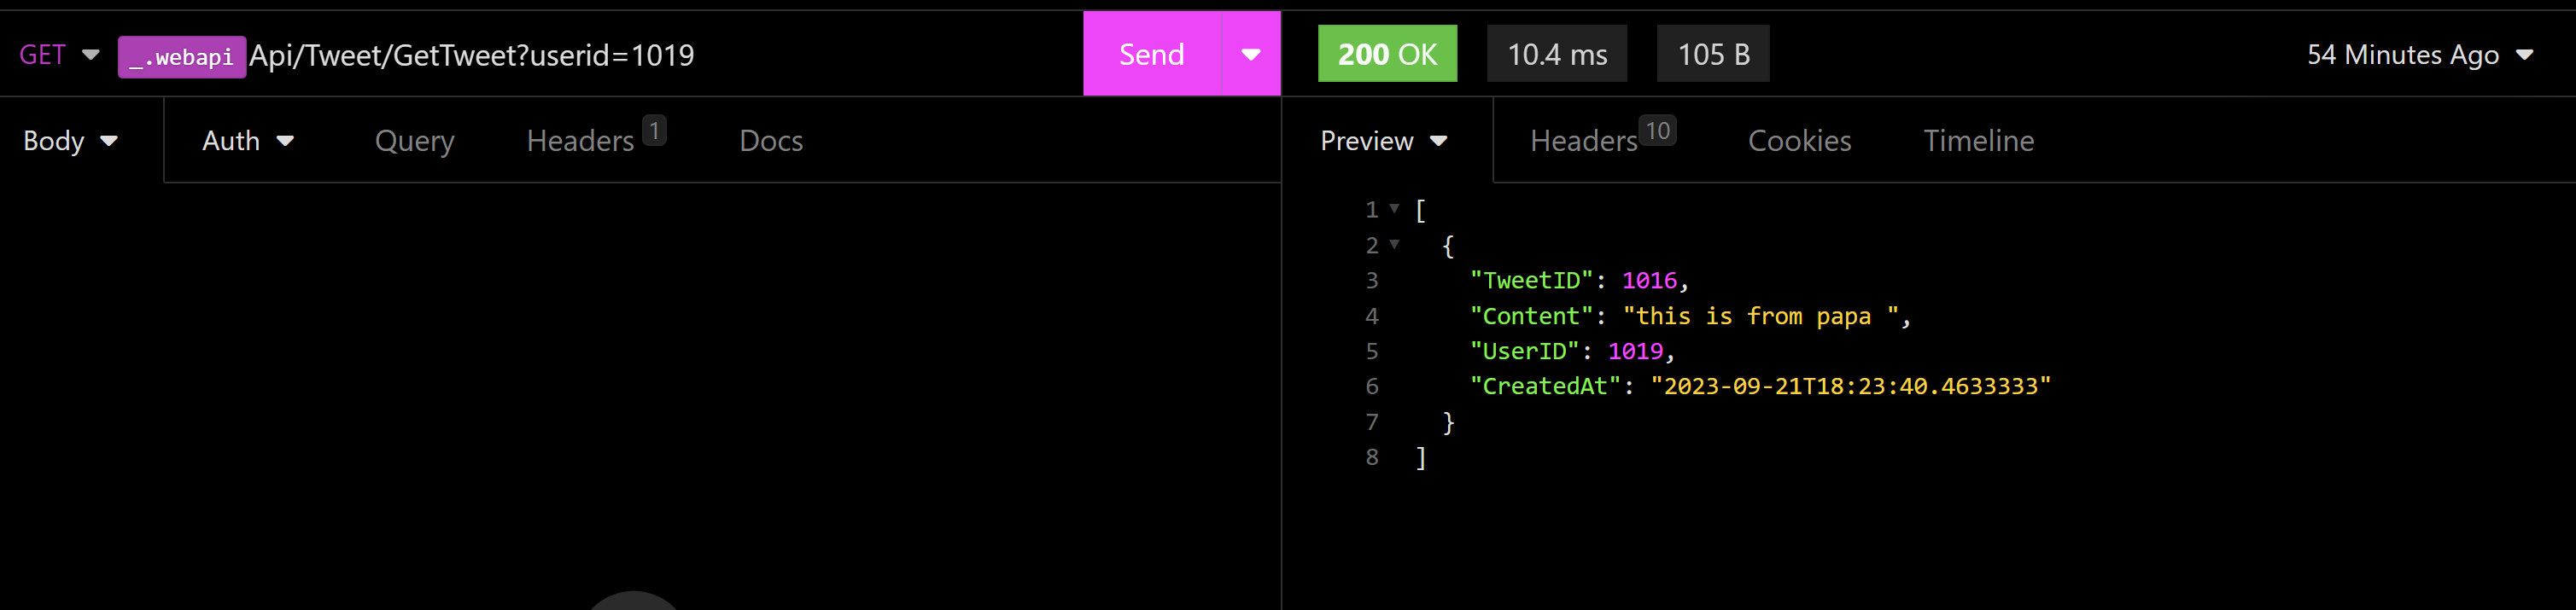 GET _.webapi Api/Tweet/GetTweet?userid=1019 Send 200 OK 10.4 ms 105 B 54 Minutes Ago
Body Auth Query Headers 1 Docs Preview Headers 10 Cookies Timeline
1 [
2 {
3 "TweetID": 1016,
4 "Content": "this is from papa ",
5 "UserID": 1019,
6 "CreatedAt": "2023-09-21T18:23:40.4633333"
7 }
8 ]